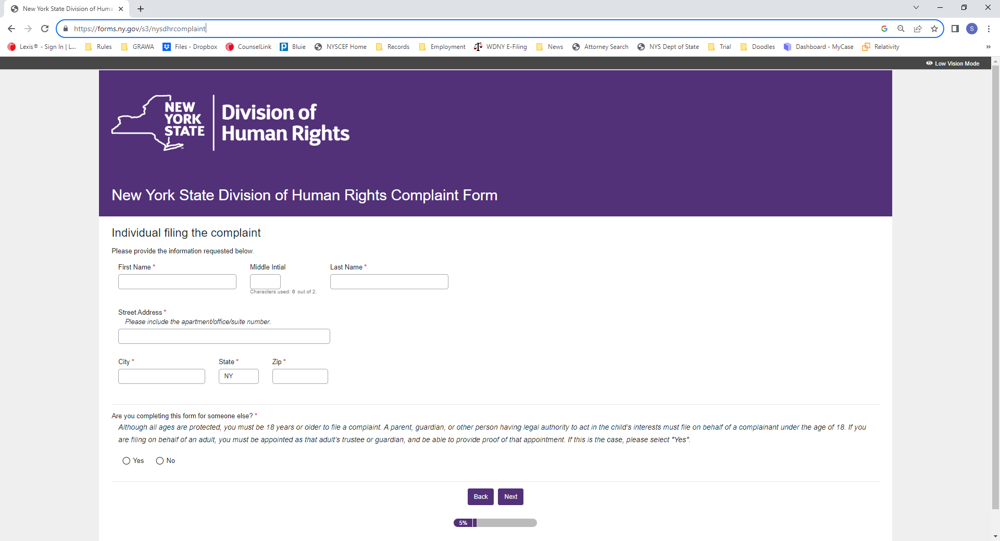 New York State Division of Huma
https://forms.ny.gov/s3/nysdhrcomplaint
S
Lexis® - Sign In | L...
Rules
GRAWA
Files - Dropbox
CounselLink
Bluie
NYSCEF Home
Records
Employment
WDNY E-Filing
News
Attorney Search
NYS Dept of State
Trial
Doodles
Dashboard - MyCase
Relativity
Low Vision Mode
NEW
YORK
STATE
Division of
Human Rights
New York State Division of Human Rights Complaint Form
Individual filing the complaint
Please provide the information requested below.
First Name * Middle Intial Last Name *
Characters used: 0 out of 2.
Street Address *
Please include the apartment/office/suite number.
City * State * Zip *
NY
Are you completing this form for someone else? *
Although all ages are protected, you must be 18 years or older to file a complaint. A parent, guardian, or other person having legal authority to act in the child's interests must file on behalf of a complainant under the age of 18. If you
are filing on behalf of an adult, you must be appointed as that adult's trustee or guardian, and be able to provide proof of that appointment. If this is the case, please select "Yes".
Yes No
Back Next
5%